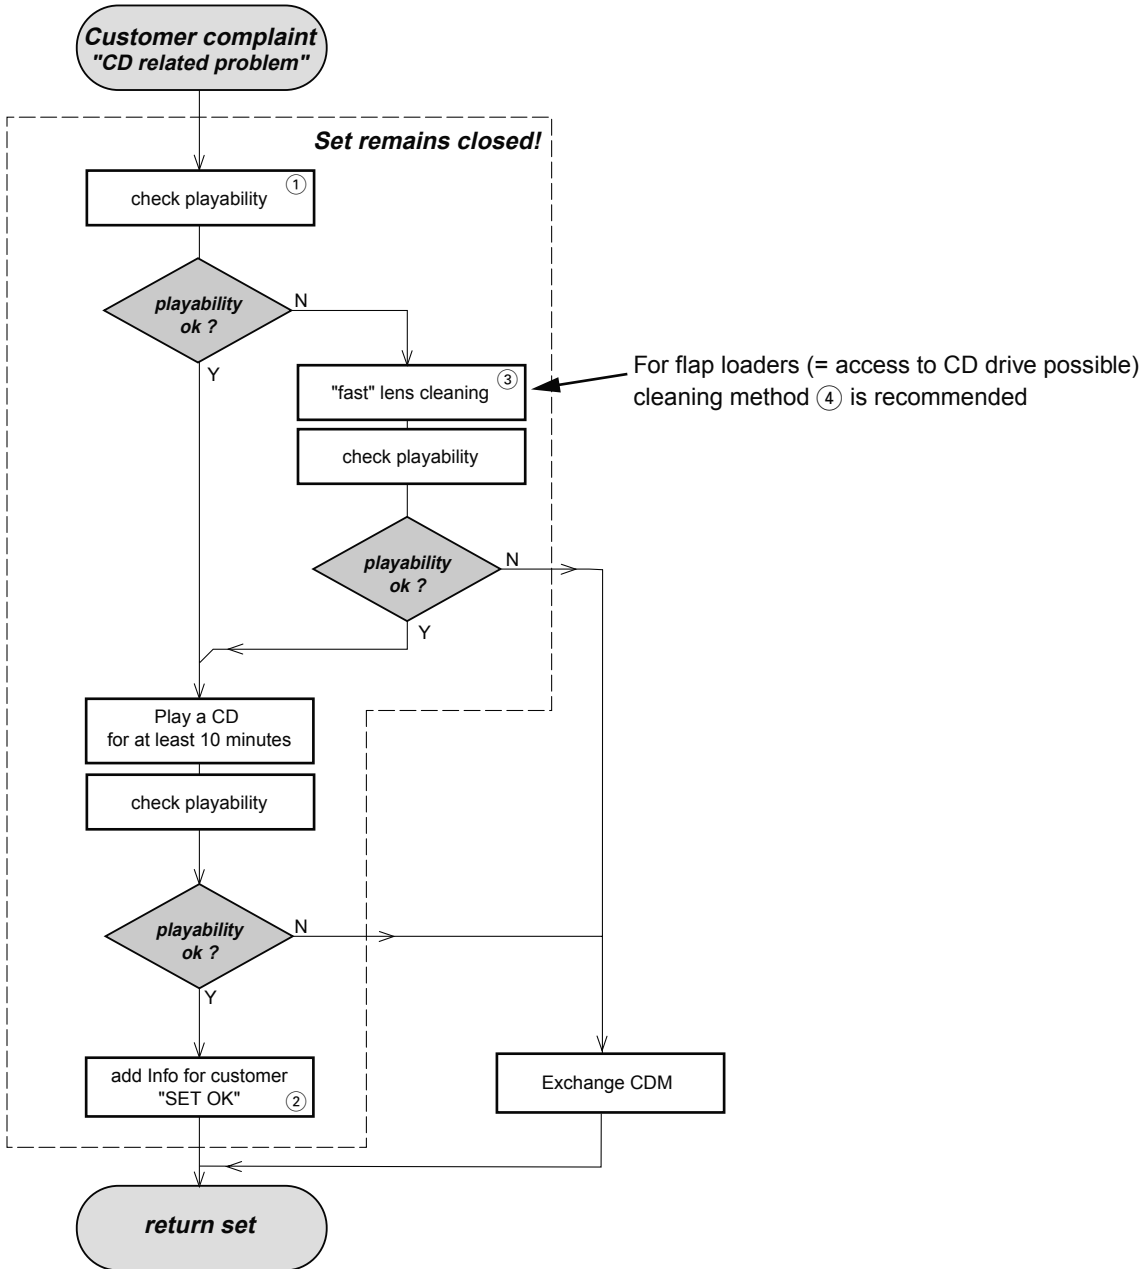 Customer complaint
"CD related problem"
Set remains closed!
check playability ①
playability
ok ?
N
Y
"fast" lens cleaning ③
For flap loaders (= access to CD drive possible)
cleaning method ④ is recommended
check playability
playability
ok ?
N
Y
Play a CD
for at least 10 minutes
check playability
playability
ok ?
N
Y
add Info for customer
"SET OK" ②
Exchange CDM
return set